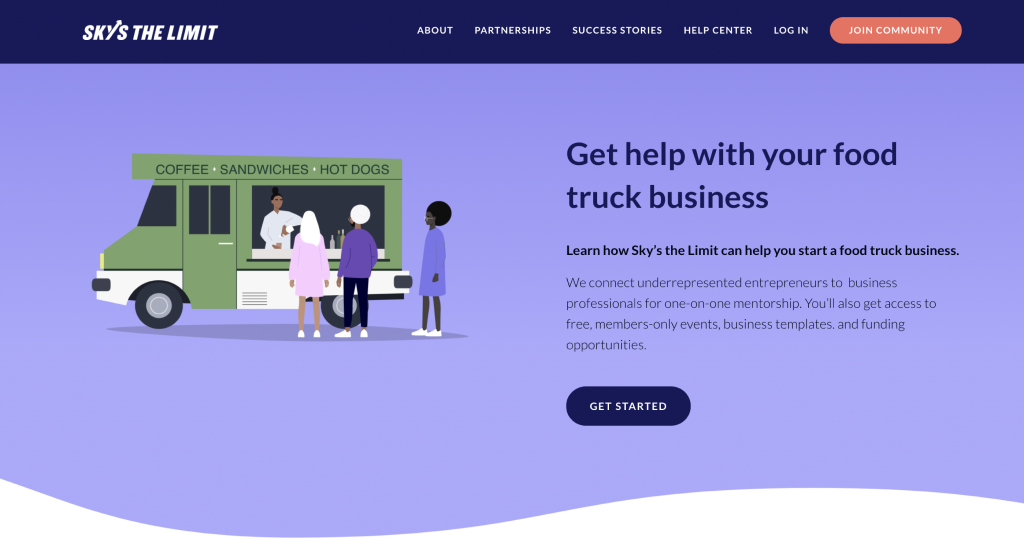 SKY'S THE LIMIT
ABOUT
PARTNERSHIPS
SUCCESS STORIES
HELP CENTER
LOG IN
JOIN COMMUNITY
COFFEE • SANDWICHES • HOT DOGS
Get help with your food
truck business
Learn how Sky’s the Limit can help you start a food truck business.
We connect underrepresented entrepreneurs to  business
professionals for one-on-one mentorship. You’ll also get access to
free, members-only events, business templates. and funding
opportunities.
GET STARTED